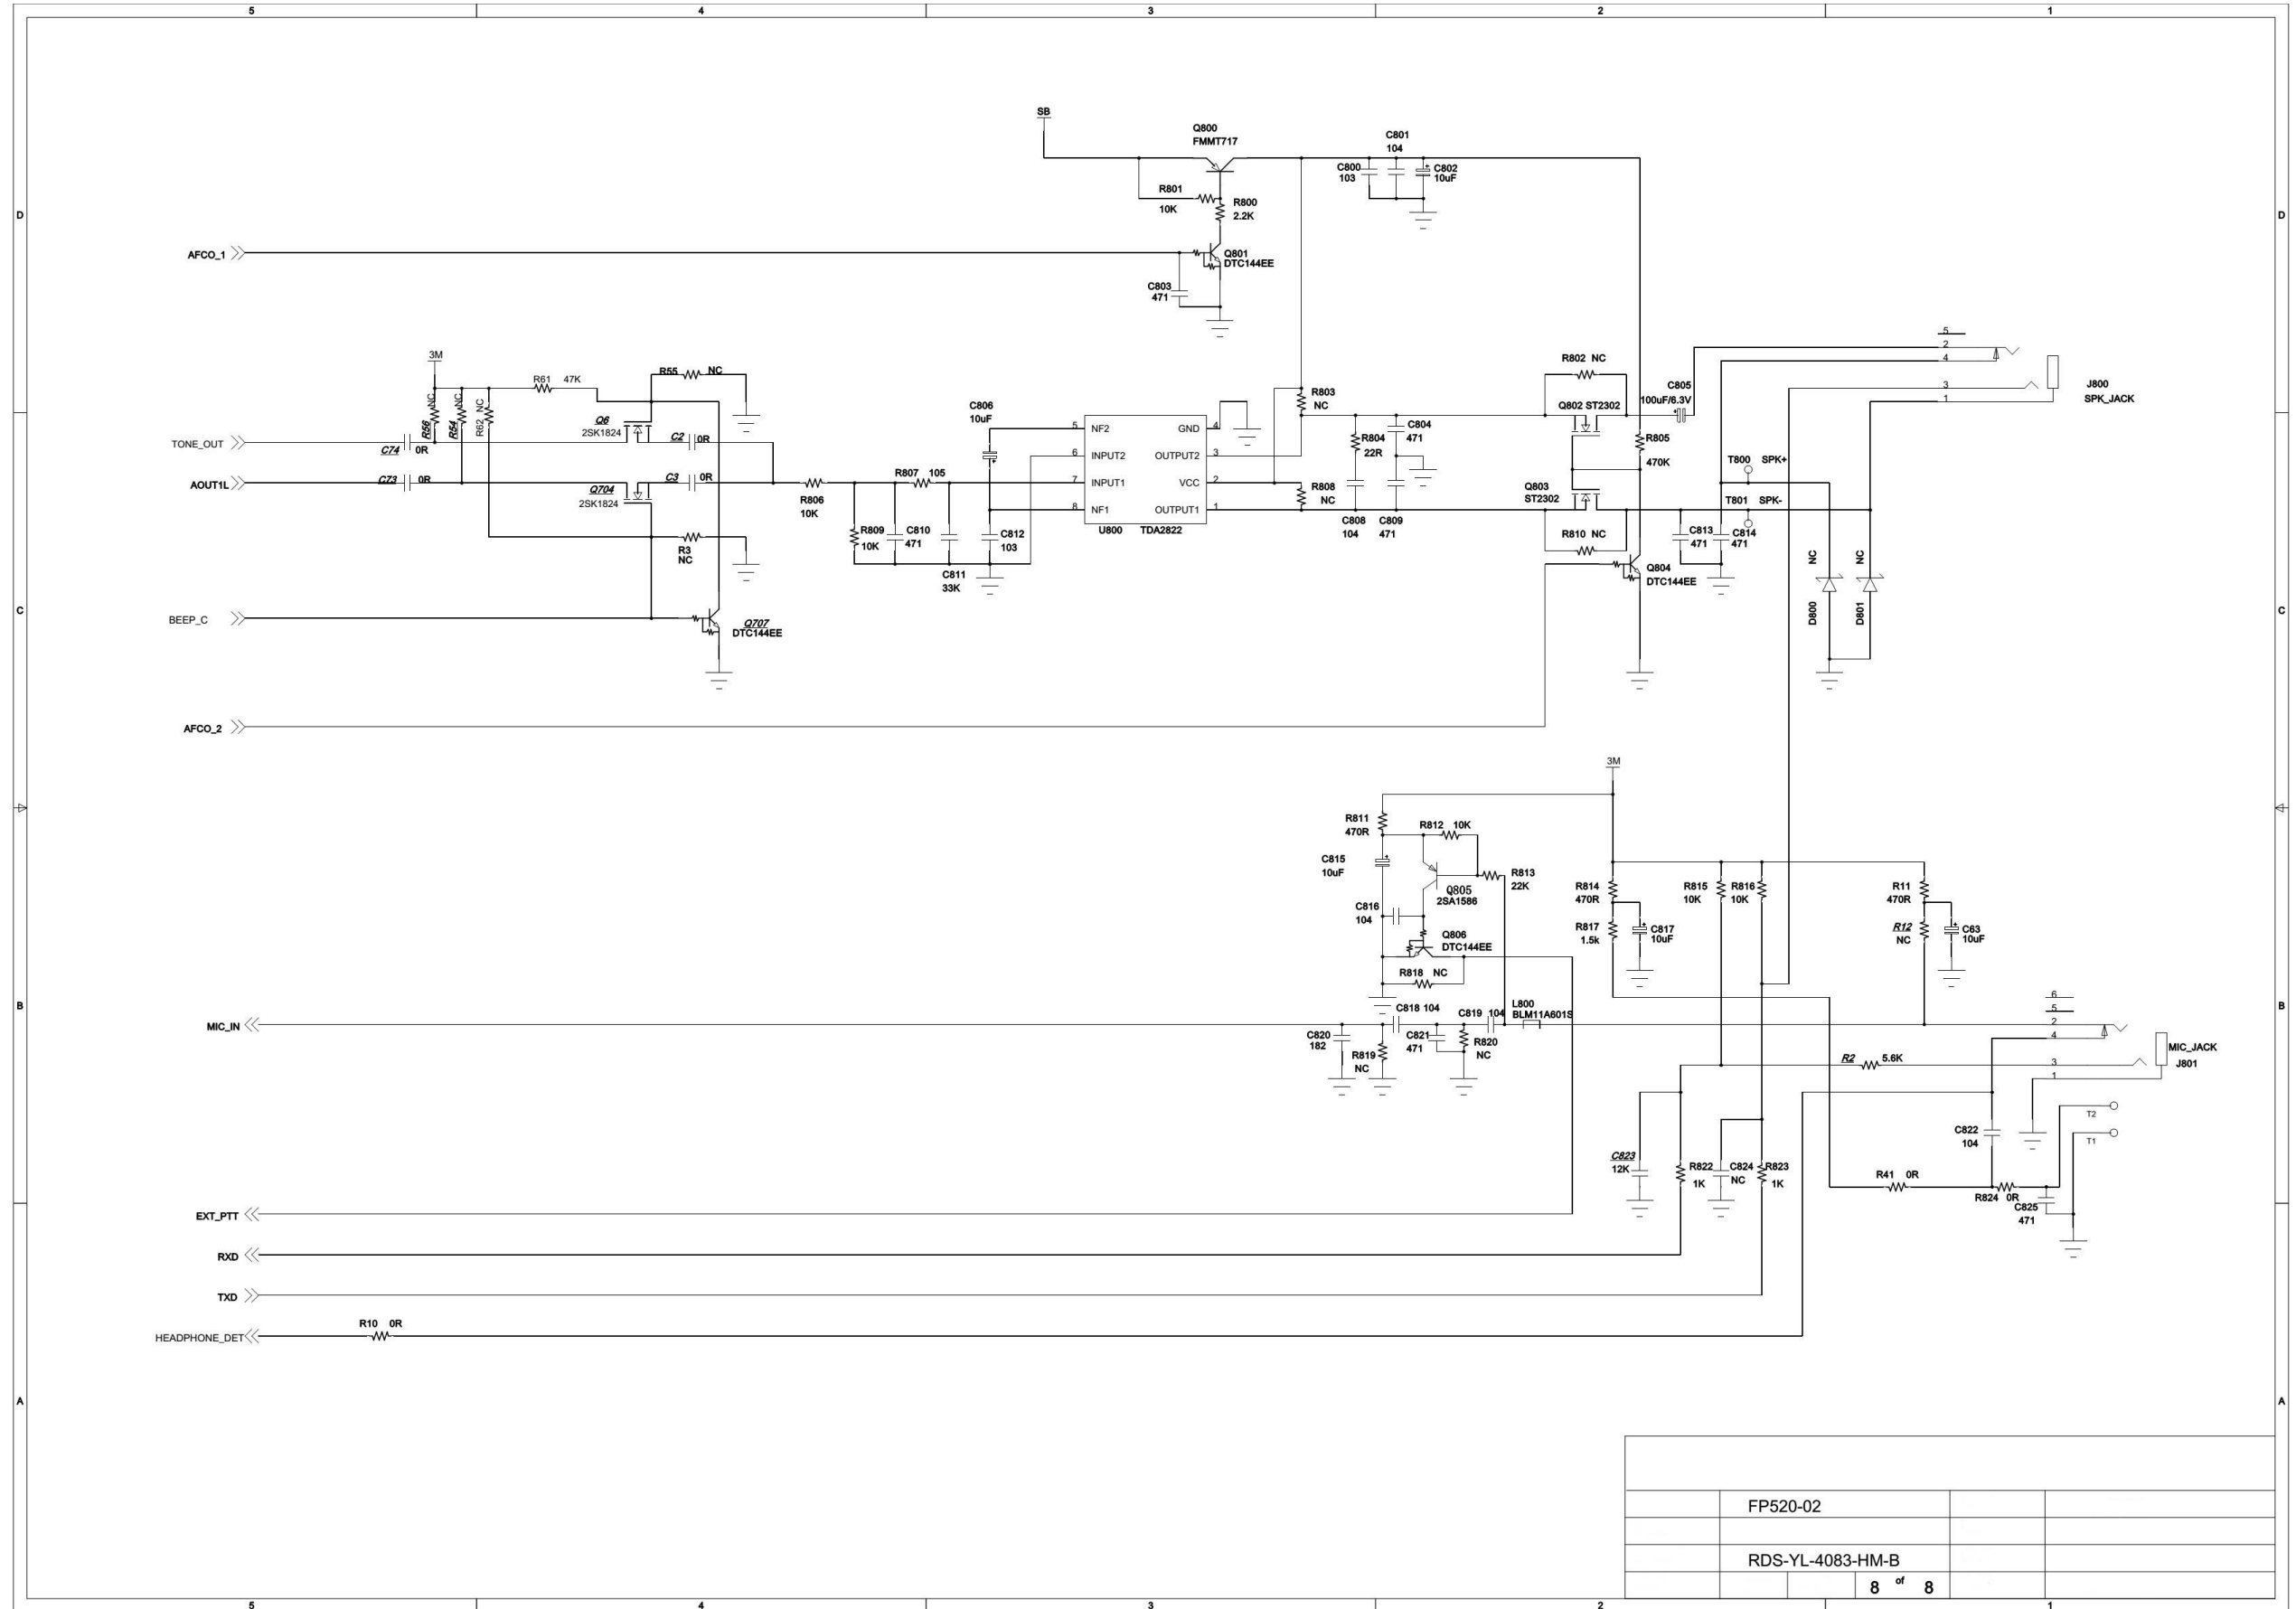 5 4 3 2 1
SB
Q800
FMMT717
C801
104
C800
103
C802
10uF
R801
10K
R800
2.2K
D D
AFCO_1
Q801
DTC144EE
C803
471
5
2
4
3
1
J800
SPK_JACK
3M
R61 47K
R55 NC
R56 NC
R54 NC
R62 NC
Q6
2SK1824
TONE_OUT
C74 0R
C2 0R
AOUT1L
C73 0R
Q704
2SK1824
C3 0R
R3
NC
BEEP_C
Q707
DTC144EE
R806
10K
R807 105
R809
10K
C810
471
C811
33K
C806
10uF
C812
103
5 NF2
6 INPUT2
7 INPUT1
8 NF1
GND 4
OUTPUT2 3
VCC 2
OUTPUT1 1
U800 TDA2822
R803
NC
R808
NC
R804
22R
C804
471
C808
104
C809
471
R802 NC
Q802 ST2302
C805
100uF/6.3V
R805
470K
Q803
ST2302
R810 NC
Q804
DTC144EE
T800 SPK+
T801 SPK-
C813
471
C814
471
D800 NC
D801 NC
C C
AFCO_2
3M
R811
470R
R812 10K
C815
10uF
Q805
2SA1586
R813
22K
C816
104
Q806
DTC144EE
R818 NC
R814
470R
R817
1.5k
C817
10uF
R815
10K
R816
10K
R11
470R
R12
NC
C63
10uF
B B
MIC_IN
C820
182
R819
NC
C818 104
C821
471
C819 104
R820
NC
L800
BLM11A601S
6
5
2
4
3
1
MIC_JACK
J801
R2 5.6K
T2
T1
C822
104
C823
12K
R822
1K
C824
NC
R823
1K
R41 0R
R824 0R
C825
471
EXT_PTT
RXD
TXD
HEADPHONE_DET
R10 0R
A A
FP520-02
RDS-YL-4083-HM-B
8 of 8
5 4 3 2 1